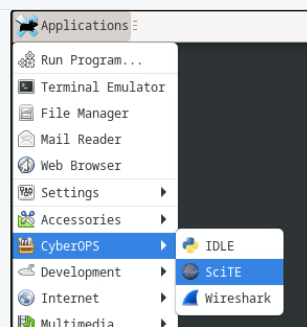 Applications
Run Program...
Terminal Emulator
File Manager
Mail Reader
Web Browser
Settings
Accessories
CyberOPS
IDLE
SciTE
Wireshark
Development
Internet
Multimedia